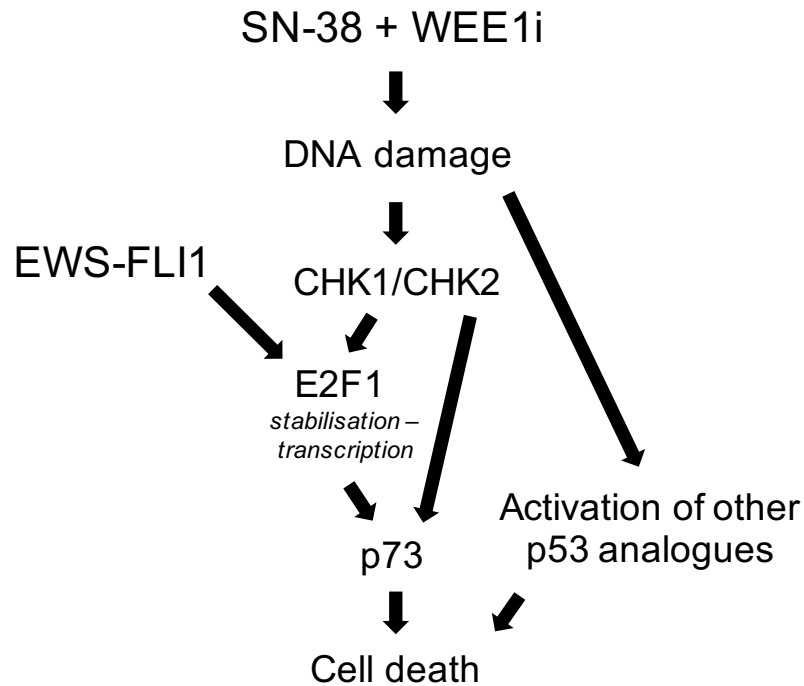 SN-38 + WEE1i
DNA damage
EWS-FLI1
CHK1/CHK2
E2F1
stabilisation –
transcription
Activation of other
p53 analogues
p73
Cell death